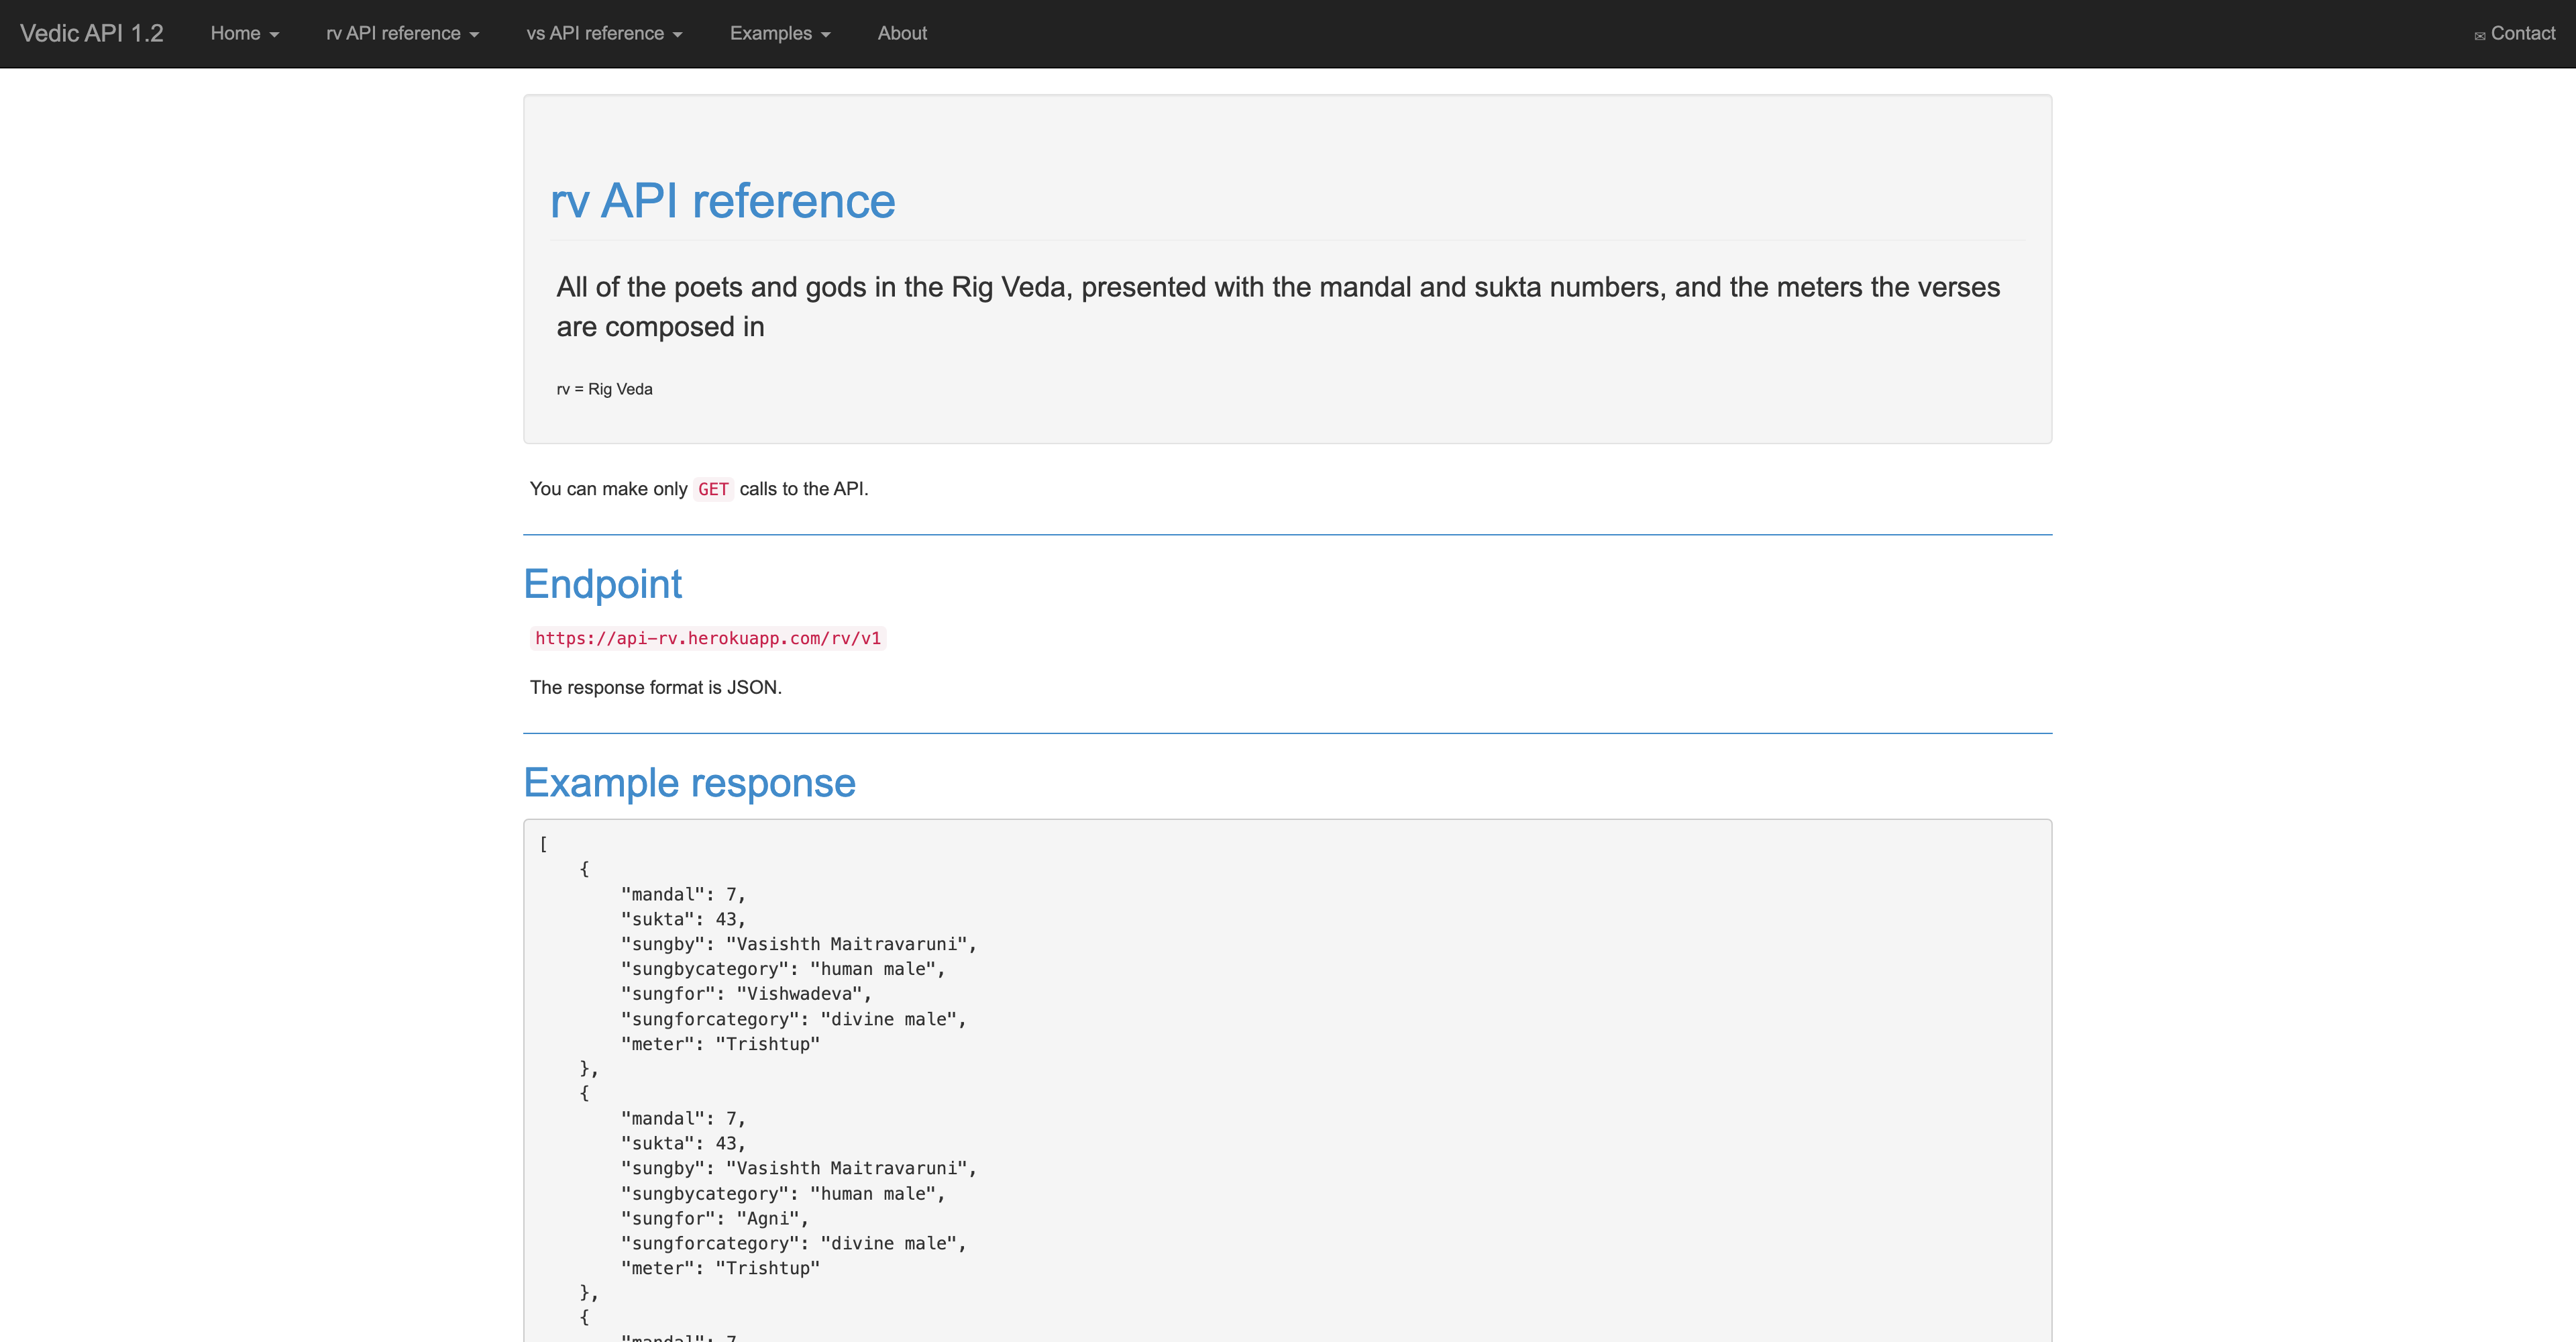 Vedic API 1.2 Home rv API reference vs API reference Examples About Contact
rv API reference
All of the poets and gods in the Rig Veda, presented with the mandal and sukta numbers, and the meters the verses
are composed in
rv = Rig Veda
You can make only GET calls to the API.
Endpoint
https://api-rv.herokuapp.com/rv/v1
The response format is JSON.
Example response
[
{
"mandal": 7,
"sukta": 43,
"sungby": "Vasishth Maitravaruni",
"sungbycategory": "human male",
"sungfor": "Vishwadeva",
"sungforcategory": "divine male",
"meter": "Trishtup"
},
{
"mandal": 7,
"sukta": 43,
"sungby": "Vasishth Maitravaruni",
"sungbycategory": "human male",
"sungfor": "Agni",
"sungforcategory": "divine male",
"meter": "Trishtup"
},
{
"mandal": 7